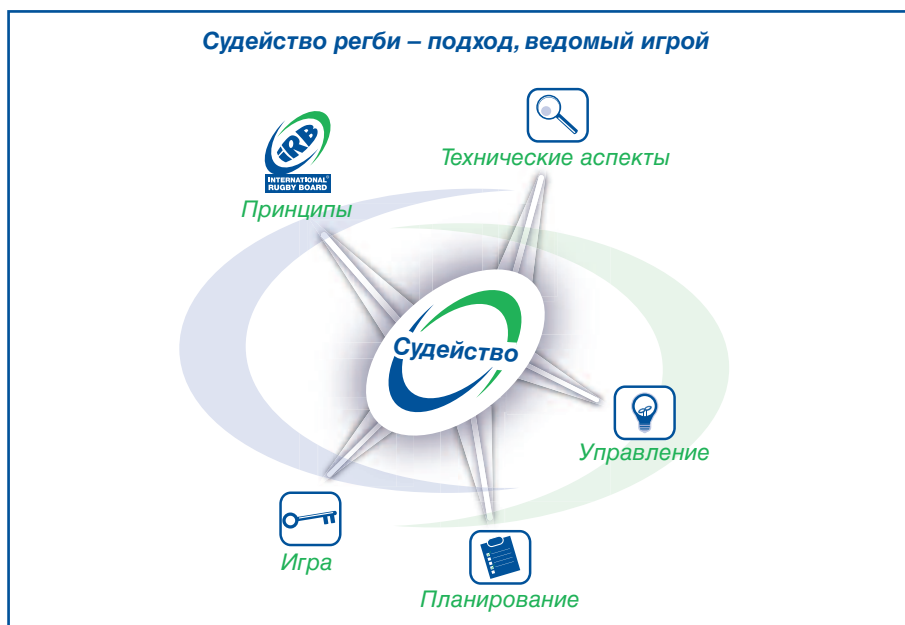 Судейство регби – подход, ведомый игрой
Технические аспекты
iRB
INTERNATIONAL
RUGBY BOARD
Принципы
Судейство
Управление
Игра
Планирование